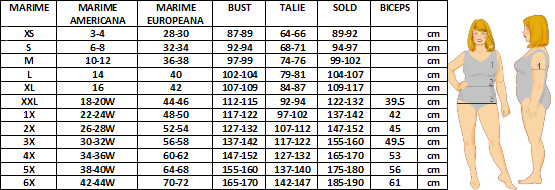 MARIME MARIME AMERICANA MARIME EUROPEANA BUST TALIE SOLD BICEPS
XS 3-4 28-30 87-89 64-66 89-92 cm
S 6-8 32-34 92-94 68-71 94-97 cm
M 10-12 36-38 97-99 74-76 99-102 cm
L 14 40 102-104 79-81 104-107 cm
XL 16 42 107-109 84-87 109-117 cm
XXL 18-20W 44-46 112-115 92-94 122-132 39.5 cm
1X 22-24W 48-50 117-122 97-102 137-142 42 cm
2X 26-28W 52-54 127-132 107-112 147-152 45 cm
3X 30-32W 56-58 137-142 117-122 155-160 49.5 cm
4X 34-36W 60-62 147-152 127-132 165-170 53 cm
5X 38-40W 64-68 155-160 137-140 175-180 56 cm
6X 42-44W 70-72 165-170 142-147 185-190 61 cm
1
2
3
1